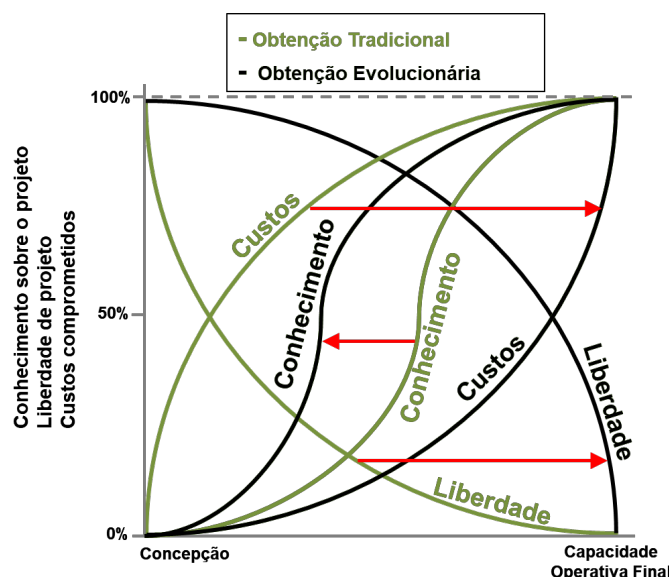 - Obtenção Tradicional
- Obtenção Evolucionária
100%
50%
0%
Conhecimento sobre o projeto
Liberdade de projeto
Custos comprometidos
Custos
Conhecimento
Conhecimento
Custos
Liberdade
Liberdade
Concepção
Capacidade
Operativa Final